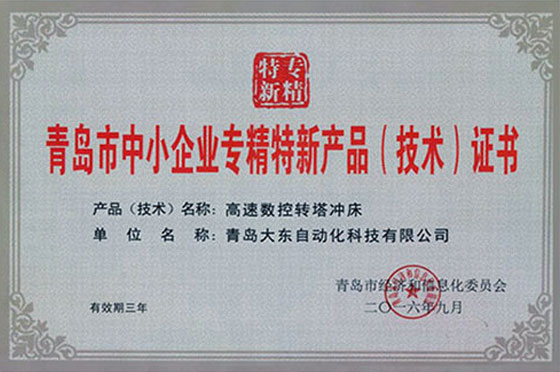 专精
特新
青岛市中小企业专精特新产品（技术）证书
产品（技术）名称：高速数控转塔冲床
单位名称：青岛大东自动化科技有限公司
青岛市经济和信息化委员会
二〇一六年九月
有效期三年